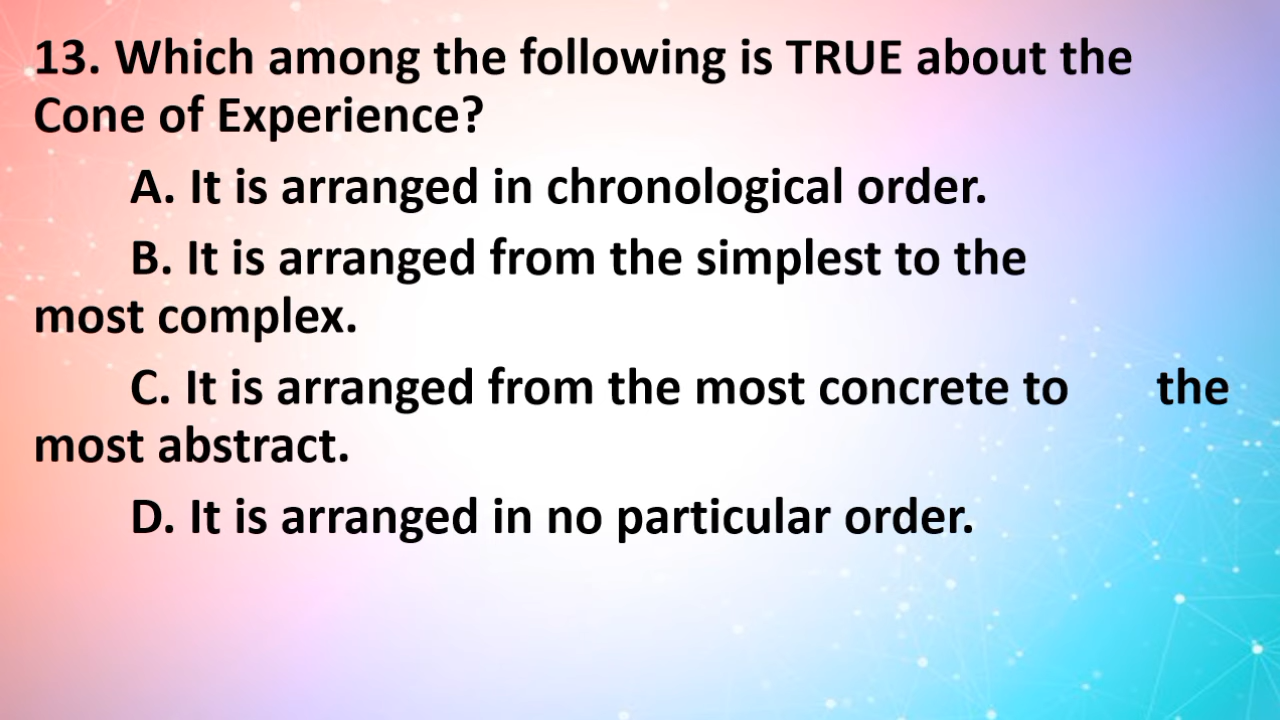 13. Which among the following is TRUE about the
Cone of Experience?
A. It is arranged in chronological order.
B. It is arranged from the simplest to the
most complex.
C. It is arranged from the most concrete to the
most abstract.
D. It is arranged in no particular order.